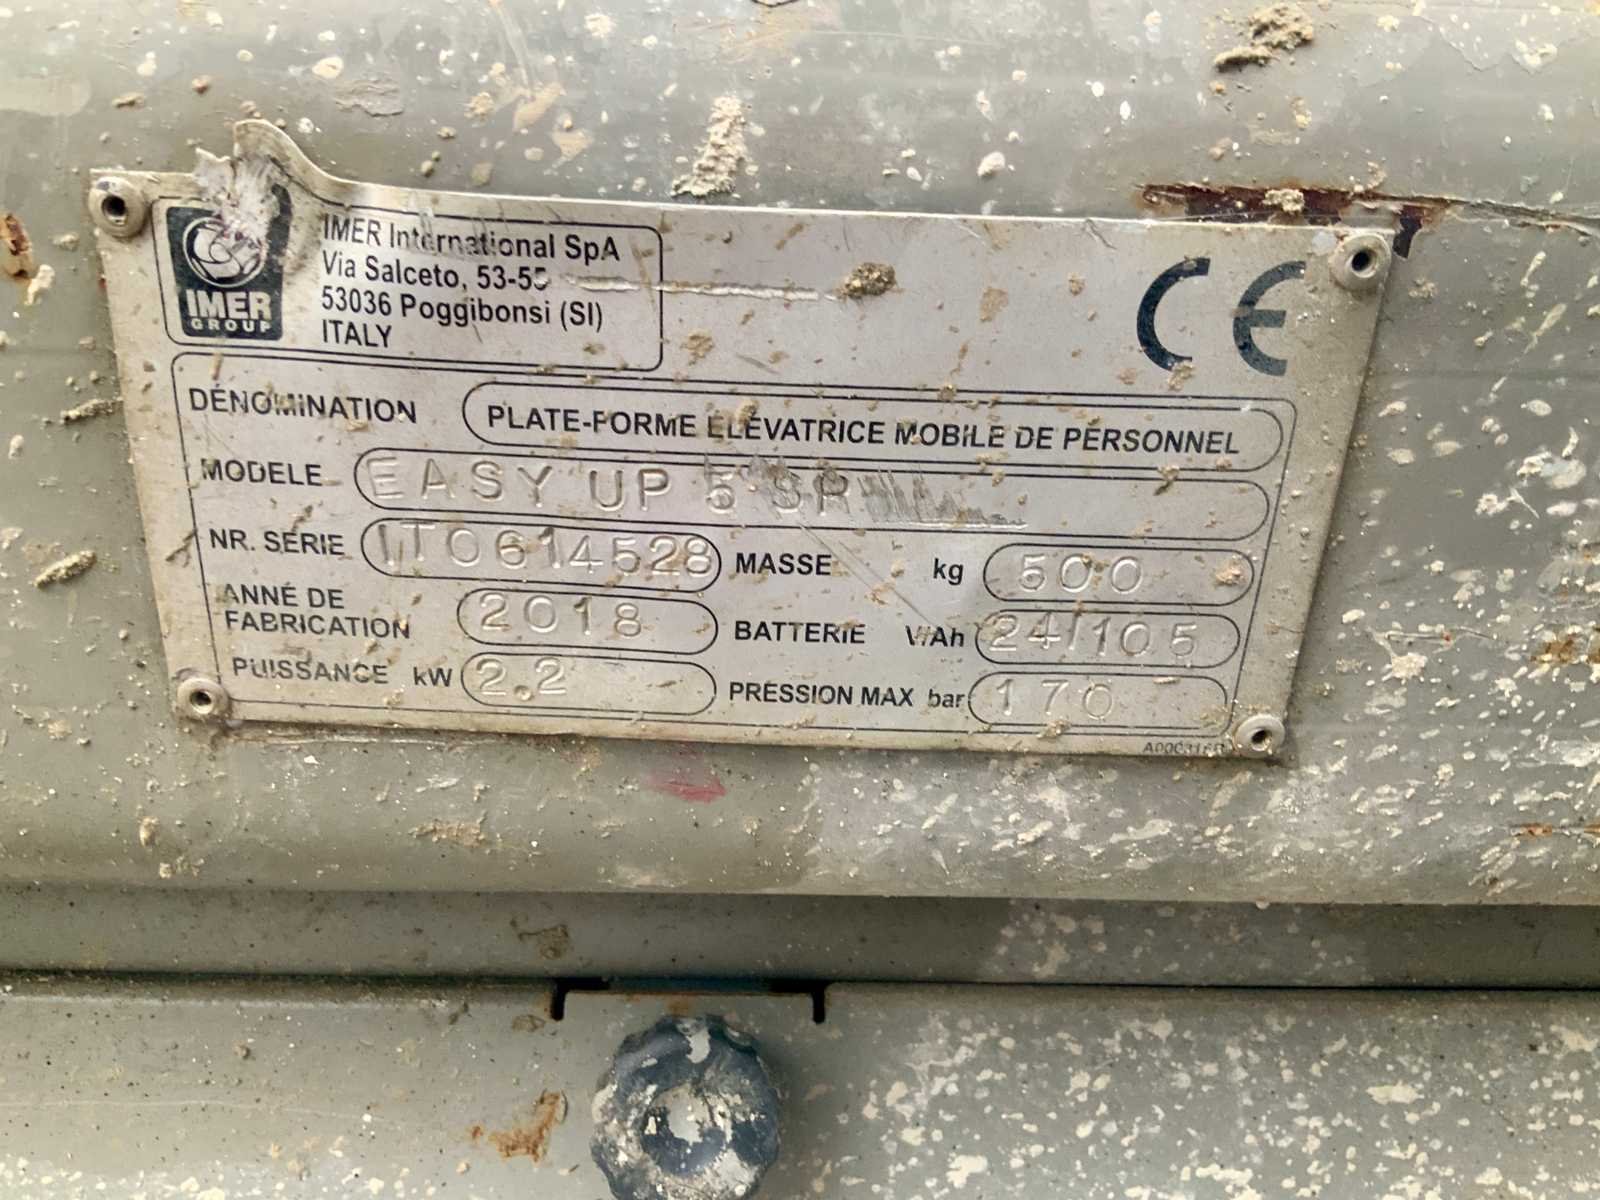 IMER GROUP
IMER International SpA
Via Salceto, 53-55
53036 Poggibonsi (SI)
ITALY
CE
DÉNOMINATION PLATE-FORME ÉLÉVATRICE MOBILE DE PERSONNEL
MODELE EASY UP 5 SR
NR. SÉRIE IT0614528 MASSE kg 500
ANNÉ DE FABRICATION 2018 BATTERIE V/Ah 24/105
PUISSANCE kW 2.2 PRESSION MAX bar 170